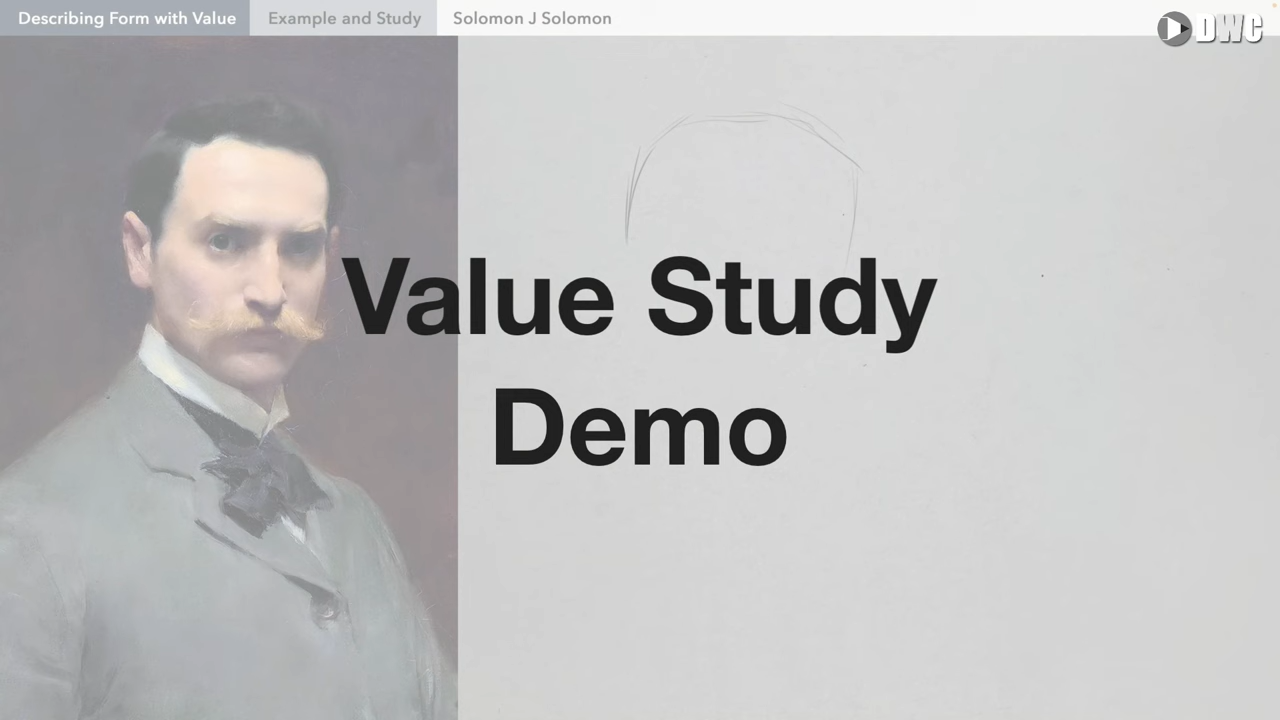 Describing Form with Value
Example and Study
Solomon J Solomon
DWC
Value Study
Demo